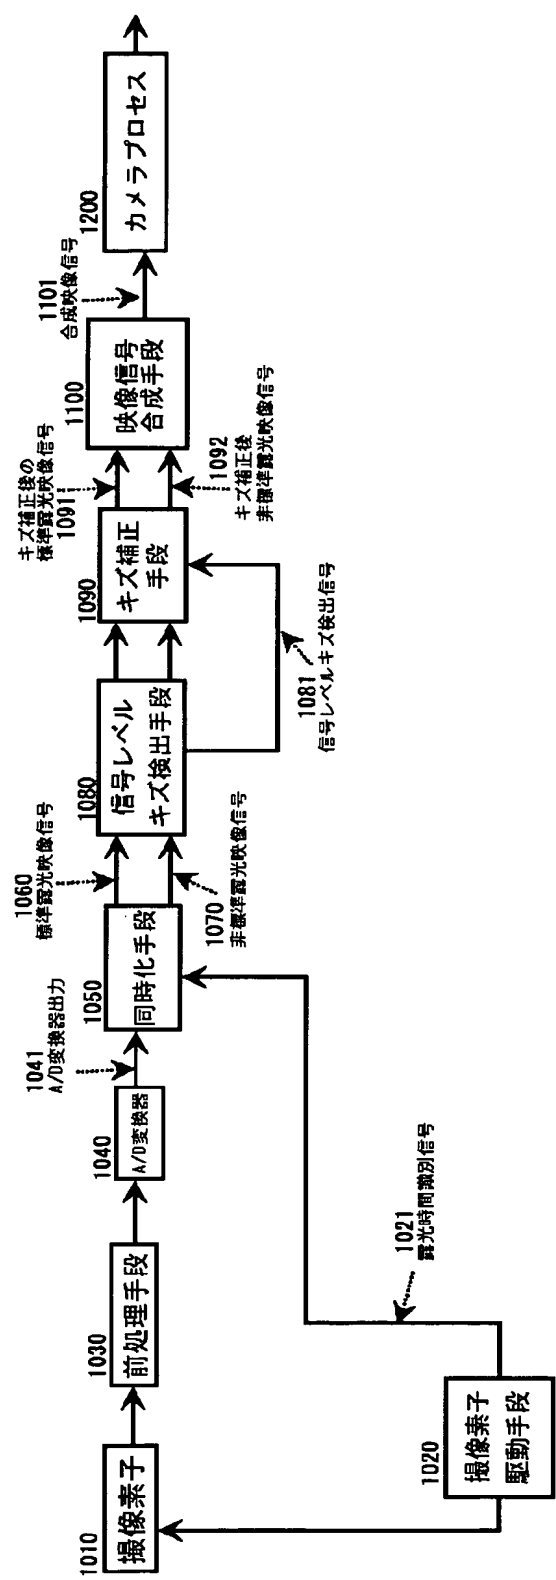 1010
撮像素子
1020
撮像素子
駆動手段
1021
露光時間識別信号
1030
前処理手段
1040
A/D変換器
1041
A/D変換器出力
1050
同時化手段
1060
標準露光映像信号
1070
非標準露光映像信号
1080
信号レベル
キズ検出手段
1081
信号レベルキズ検出信号
1090
キズ補正
手段
キズ補正後の
標準露光映像信号
1091
1092
キズ補正後
非標準露光映像信号
1100
映像信号
合成手段
1101
合成映像信号
1200
カメラプロセス